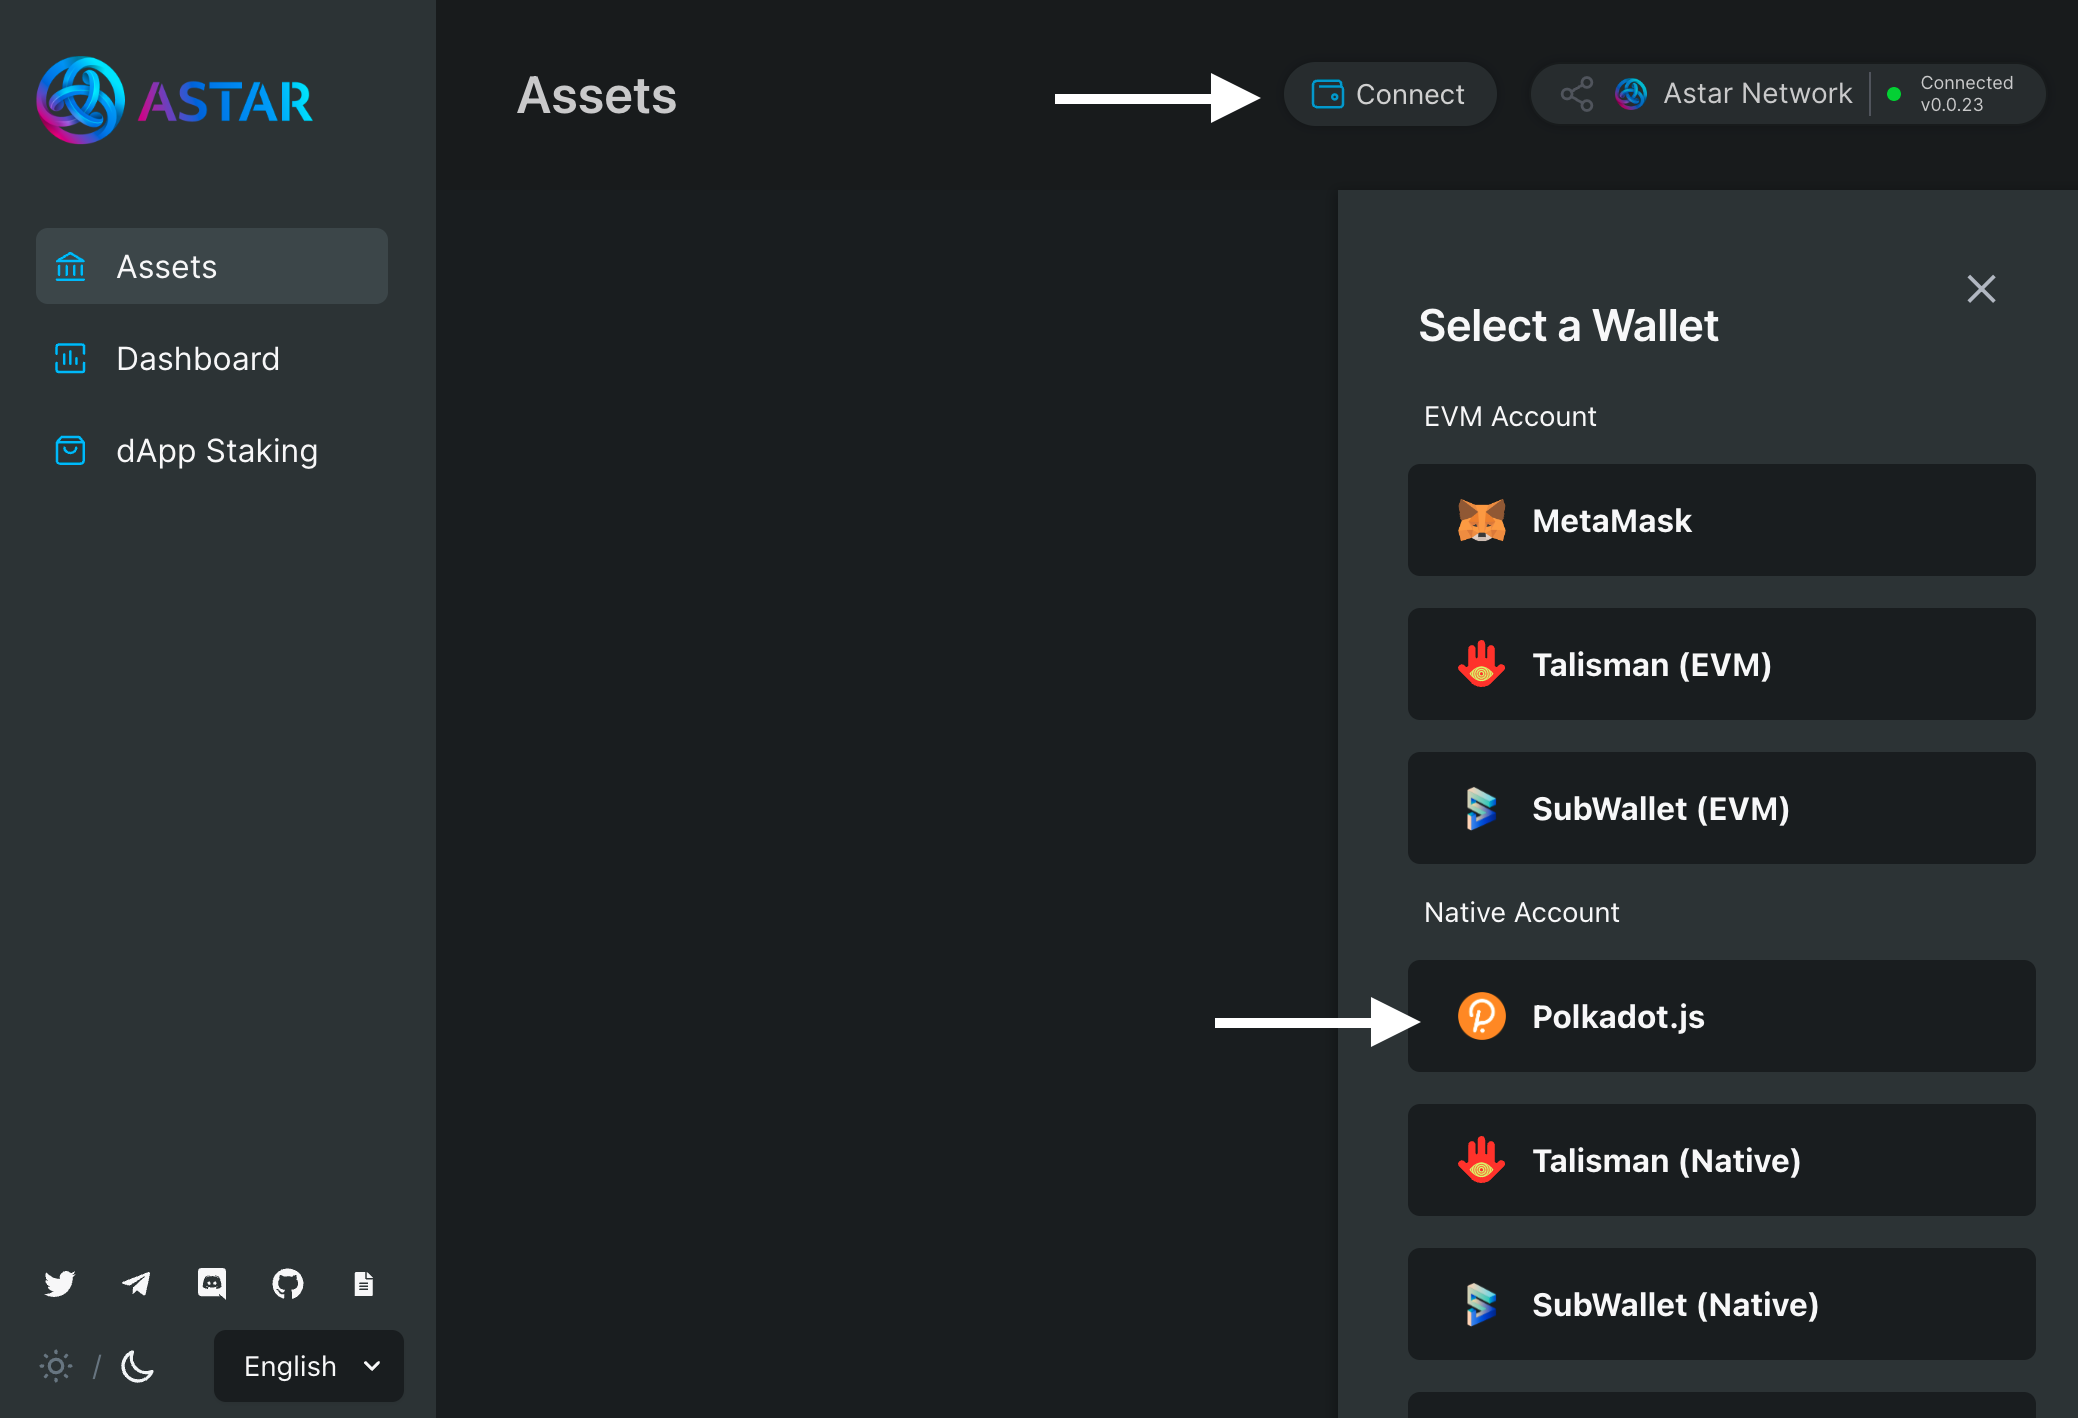 ASTAR
Assets
Connect
Astar Network
Connected
v0.0.23
Assets
Dashboard
dApp Staking
Select a Wallet
EVM Account
MetaMask
Talisman (EVM)
SubWallet (EVM)
Native Account
Polkadot.js
Talisman (Native)
SubWallet (Native)
/
English